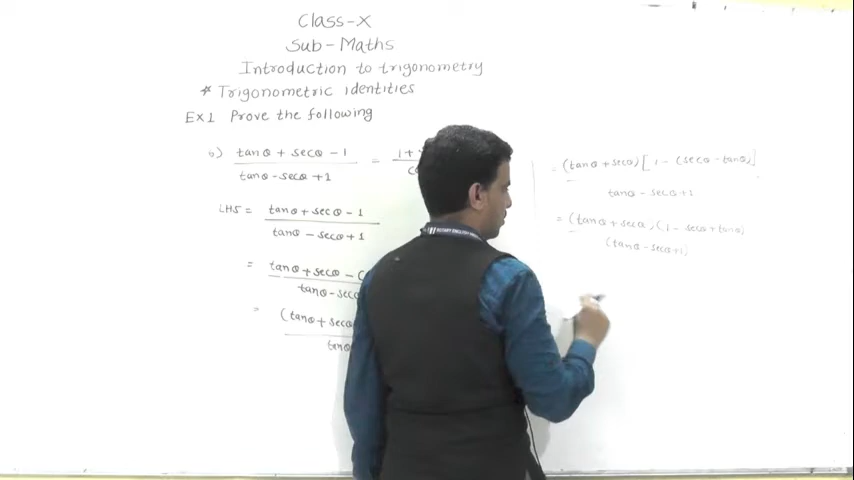 Class-X
Sub-Maths
Introduction to trigonometry
* Trigonometric identities
Ex1 Prove the following
tanθ + secθ - 1
= 1+
tanθ - secθ + 1
LHS = tanθ + secθ - 1
tanθ - secθ + 1
= tanθ + secθ - (
tanθ - secθ
= (tanθ + secθ
tanθ
= (tanθ + secθ) [1 - (secθ - tanθ)]
tanθ - secθ + 1
= (tanθ + secθ) (1 - secθ + tanθ)
(tanθ - secθ + 1)